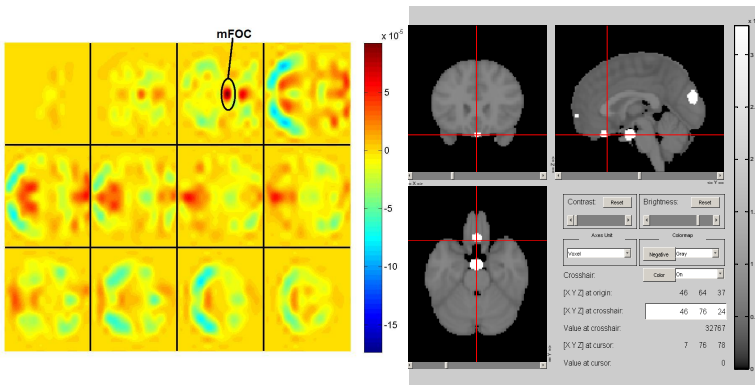 mFOC
x 10-5
5
0
-5
-10
-15
Contrast: Reset
Brightness: Reset
Axes Unit
Voxel
Colormap
Negative Gray
Crosshair: Color On
[X Y Z] at origin: 46 64 37
[X Y Z] at crosshair: 46 76 24
Value at crosshair: 32767
[X Y Z] at cursor: 7 76 78
Value at cursor: 0